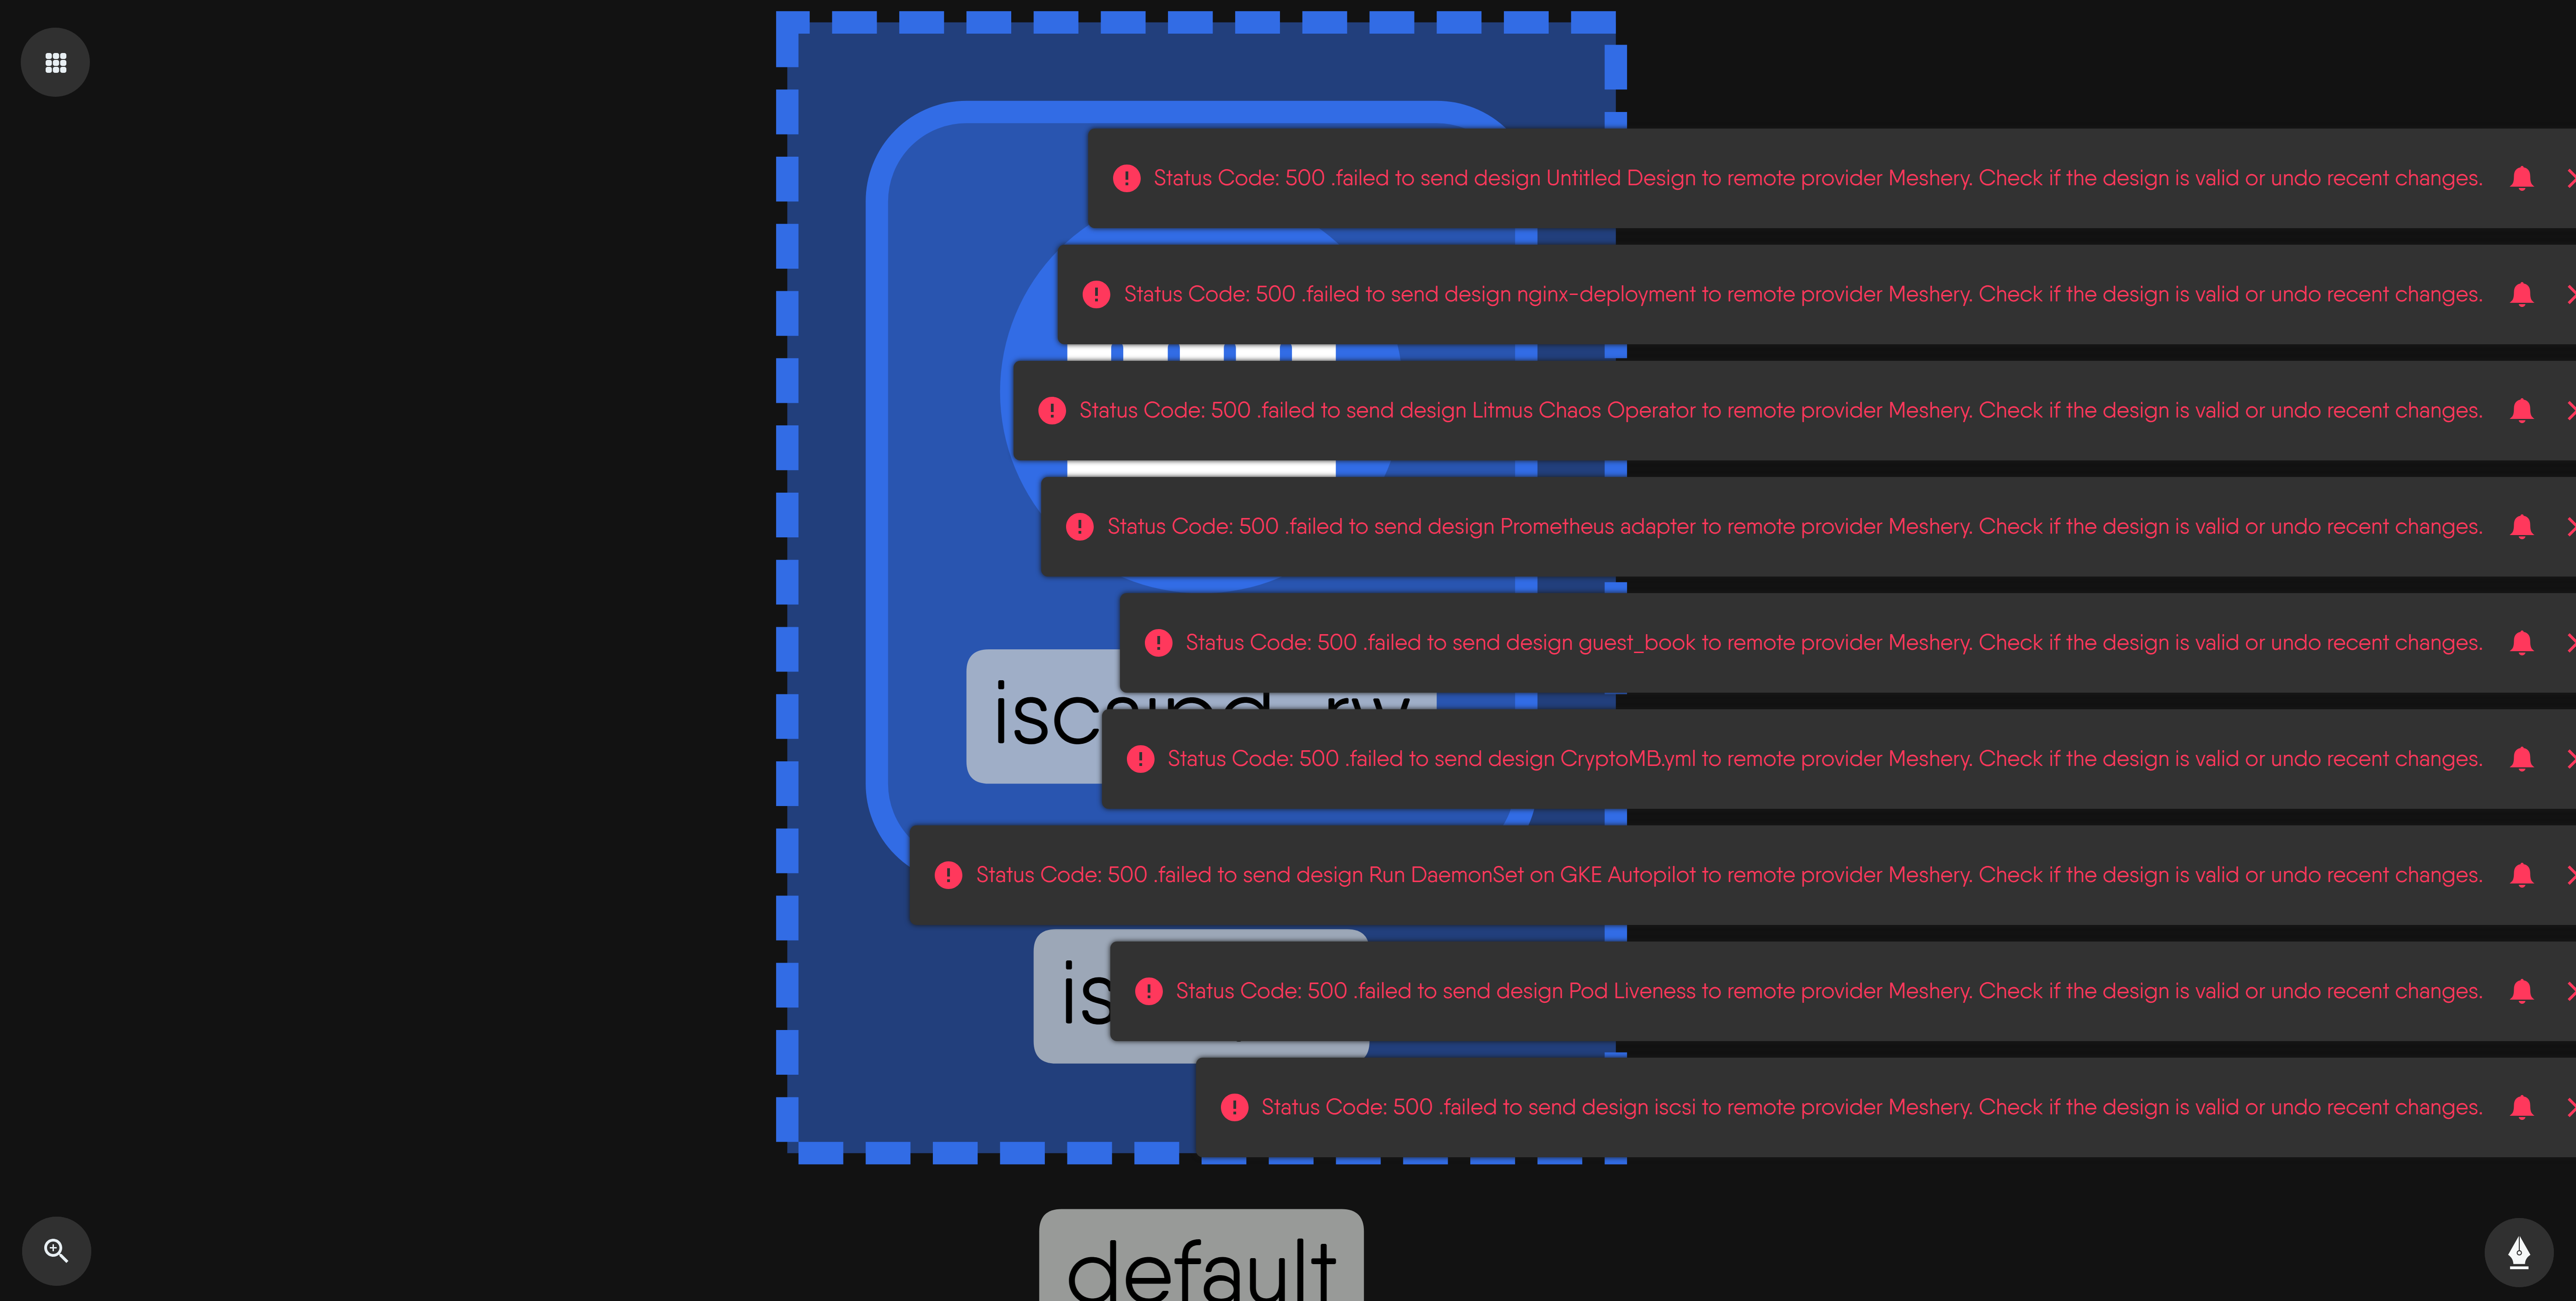 Status Code: 500 .failed to send design Untitled Design to remote provider Meshery. Check if the design is valid or undo recent changes.
Status Code: 500 .failed to send design nginx-deployment to remote provider Meshery. Check if the design is valid or undo recent changes.
Status Code: 500 .failed to send design Litmus Chaos Operator to remote provider Meshery. Check if the design is valid or undo recent changes.
Status Code: 500 .failed to send design Prometheus adapter to remote provider Meshery. Check if the design is valid or undo recent changes.
Status Code: 500 .failed to send design guest_book to remote provider Meshery. Check if the design is valid or undo recent changes.
Status Code: 500 .failed to send design CryptoMB.yml to remote provider Meshery. Check if the design is valid or undo recent changes.
Status Code: 500 .failed to send design Run DaemonSet on GKE Autopilot to remote provider Meshery. Check if the design is valid or undo recent changes.
Status Code: 500 .failed to send design Pod Liveness to remote provider Meshery. Check if the design is valid or undo recent changes.
Status Code: 500 .failed to send design iscsi to remote provider Meshery. Check if the design is valid or undo recent changes.
default